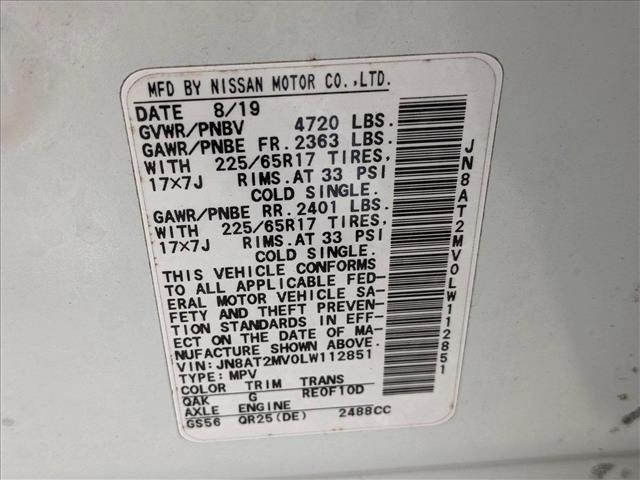 MFD BY NISSAN MOTOR CO.,LTD.
DATE 8/19
GVWR/PNBV 4720 LBS.
GAWR/PNBE FR. 2363 LBS.
WITH 225/65R17 TIRES,
17×7J RIMS.AT 33 PSI
COLD SINGLE.
GAWR/PNBE RR. 2401 LBS.
WITH 225/65R17 TIRES,
17×7J RIMS.AT 33 PSI
COLD SINGLE.
THIS VEHICLE CONFORMS
TO ALL APPLICABLE FED-
ERAL MOTOR VEHICLE SA-
FETY AND THEFT PREVEN-
TION STANDARDS IN EFF-
ECT ON THE DATE OF MA-
NUFACTURE SHOWN ABOVE.
VIN: JN8AT2MV0LW112851
TYPE: MPV
COLOR TRIM TRANS
QAK G RE0F10D
AXLE ENGINE
GS56 QR25(DE) 2488CC
JN8AT2MV0LW112851